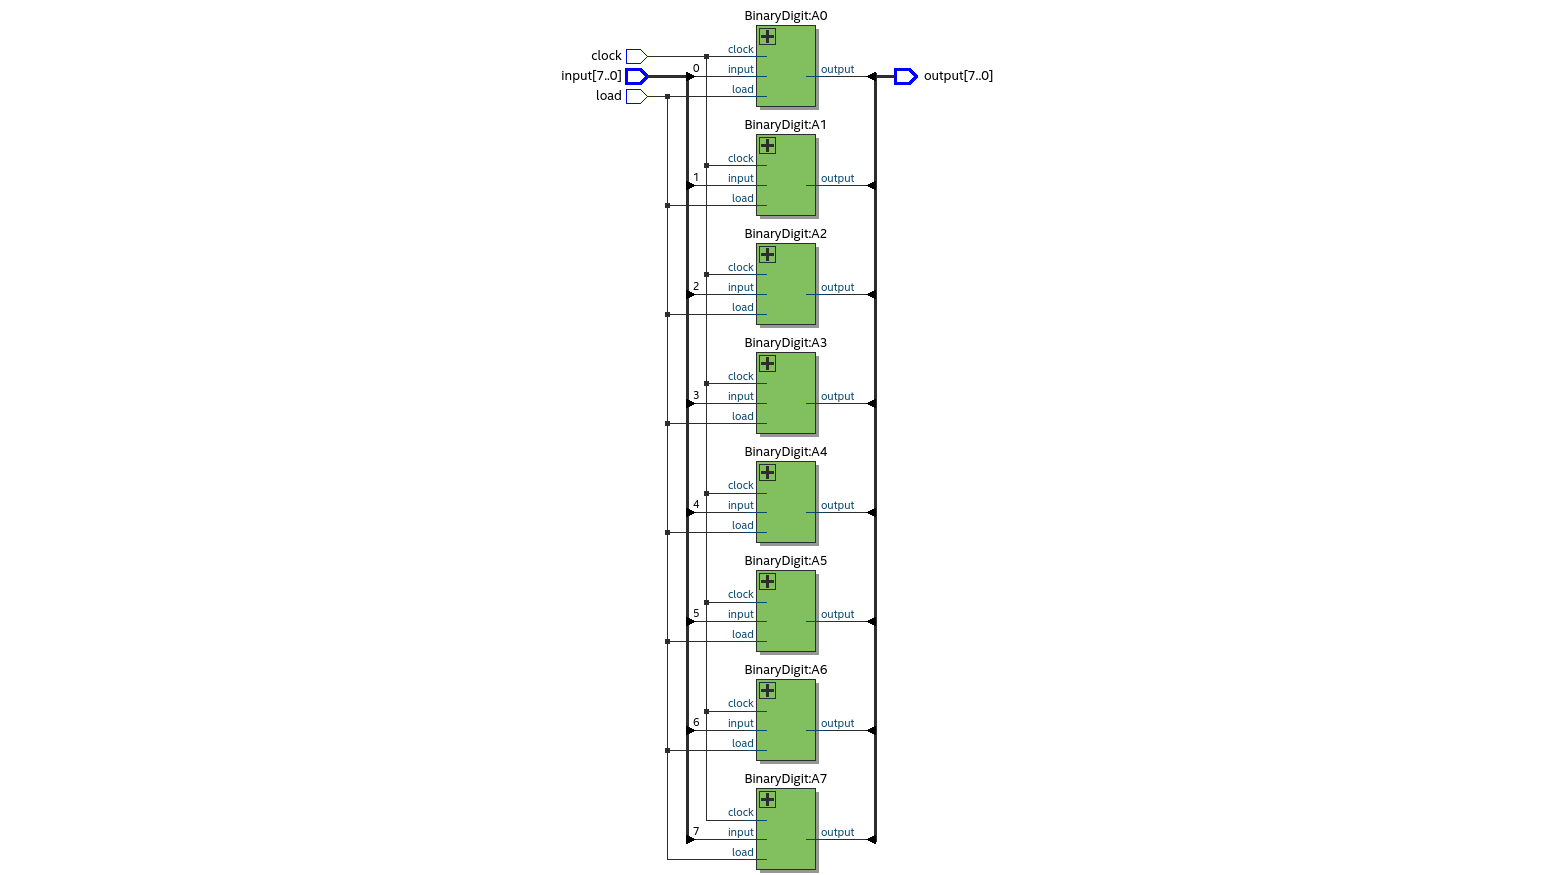 BinaryDigit:A0
clock
clock
input[7..0]
0
input
output
output[7..0]
load
load
BinaryDigit:A1
clock
1
input
output
load
BinaryDigit:A2
clock
2
input
output
load
BinaryDigit:A3
clock
3
input
output
load
BinaryDigit:A4
clock
4
input
output
load
BinaryDigit:A5
clock
5
input
output
load
BinaryDigit:A6
clock
6
input
output
load
BinaryDigit:A7
clock
7
input
output
load